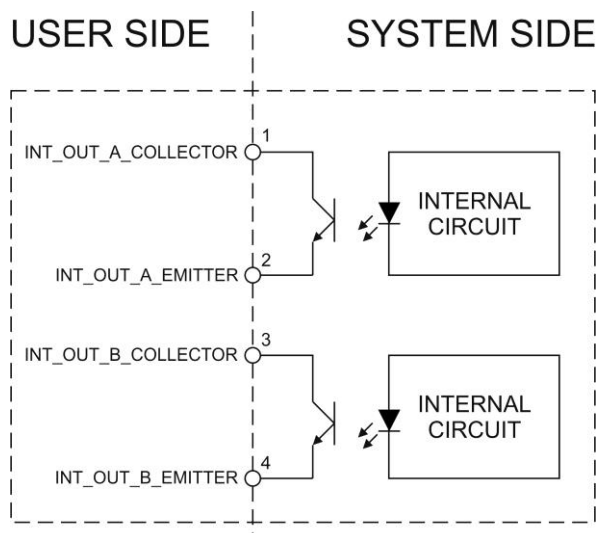 USER SIDE
SYSTEM SIDE
1
INT_OUT_A_COLLECTOR
INTERNAL
CIRCUIT
2
INT_OUT_A_EMITTER
3
INT_OUT_B_COLLECTOR
INTERNAL
CIRCUIT
4
INT_OUT_B_EMITTER